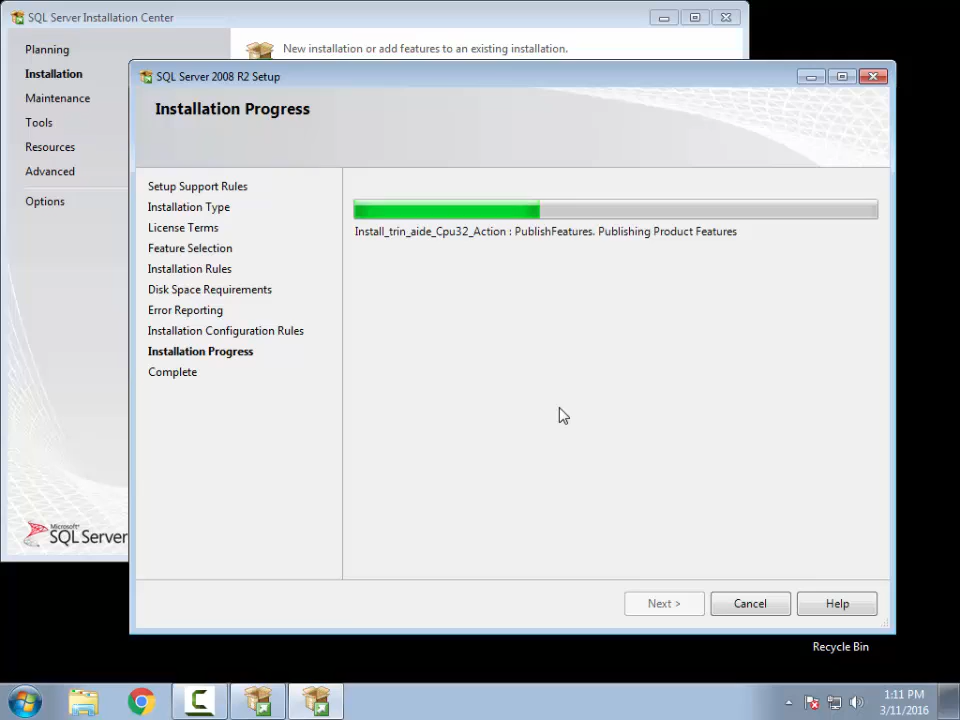 SQL Server Installation Center
Planning
Installation
Maintenance
Tools
Resources
Advanced
Options
New installation or add features to an existing installation.
Microsoft
SQL Server
SQL Server 2008 R2 Setup
Installation Progress
Setup Support Rules
Installation Type
License Terms
Feature Selection
Installation Rules
Disk Space Requirements
Error Reporting
Installation Configuration Rules
Installation Progress
Complete
Install_trin_aide_Cpu32_Action : PublishFeatures. Publishing Product Features
Next >
Cancel
Help
Recycle Bin
1:11 PM
3/11/2016